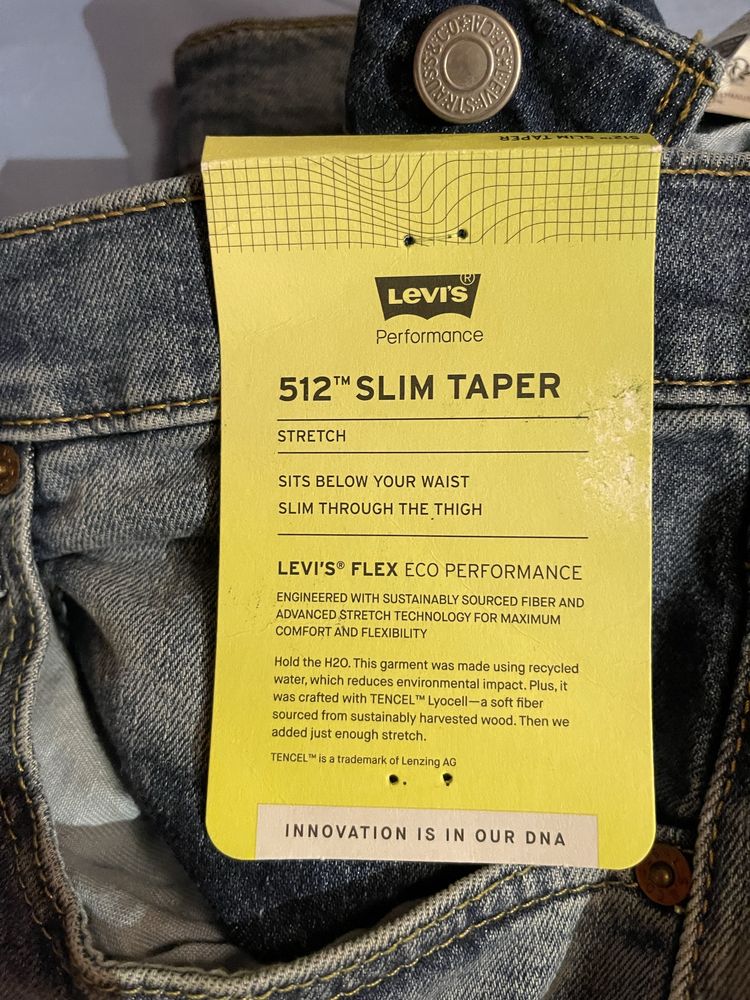 512™ SLIM TAPER
LEVI'S®
Performance
512™ SLIM TAPER
STRETCH
SITS BELOW YOUR WAIST
SLIM THROUGH THE THIGH
LEVI'S® FLEX ECO PERFORMANCE
ENGINEERED WITH SUSTAINABLY SOURCED FIBER AND
ADVANCED STRETCH TECHNOLOGY FOR MAXIMUM
COMFORT AND FLEXIBILITY
Hold the H2O. This garment was made using recycled
water, which reduces environmental impact. Plus, it
was crafted with TENCEL™ Lyocell—a soft fiber
sourced from sustainably harvested wood. Then we
added just enough stretch.
TENCEL™ is a trademark of Lenzing AG
INNOVATION IS IN OUR DNA